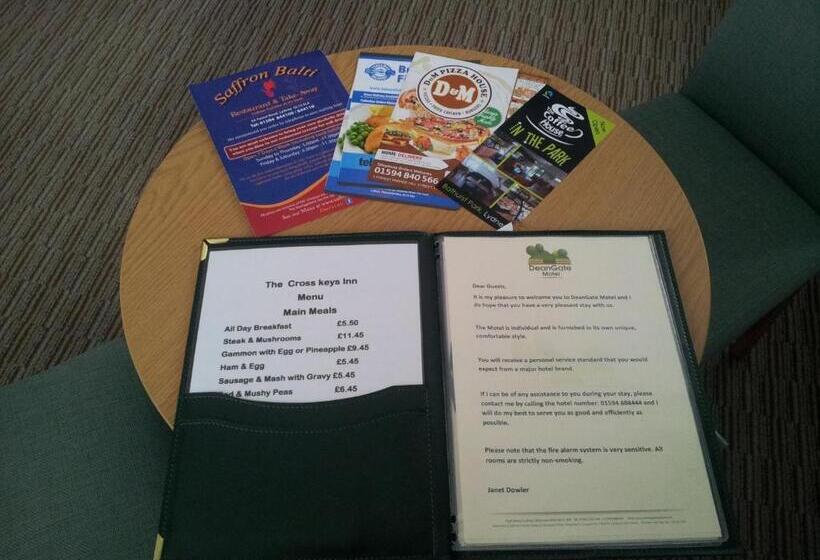 Saffron Balti
Restaurant & Take-Away
D&M PIZZA HOUSE
D&M
HOME DELIVERY
01594 840 566
The
Coffee
House
'IN THE PARK
Bathurst Park, Lydney
The Cross keys Inn
Menu
Main Meals
All Day Breakfast £5.50
Steak & Mushrooms £11.45
Gammon with Egg or Pineapple £9.45
Ham & Egg £5.45
Sausage & Mash with Gravy £5.45
& Mushy Peas £6.45
DeanGate
Motel
Dear Guests,
It is my pleasure to welcome you to DeanGate Motel and I
do hope that you have a very pleasant stay with us.
The Motel is individual and is furnished in its own unique,
comfortable style.
You will receive a personal service standard that you would
expect from a major hotel brand.
If I can be of any assistance to you during your stay, please
contact me by calling the hotel number: 01594 688444 and I
will do my best to serve you as good and efficiently as
possible.
Please note that the fire alarm system is very sensitive. All
rooms are strictly non-smoking.
Janet Dowler